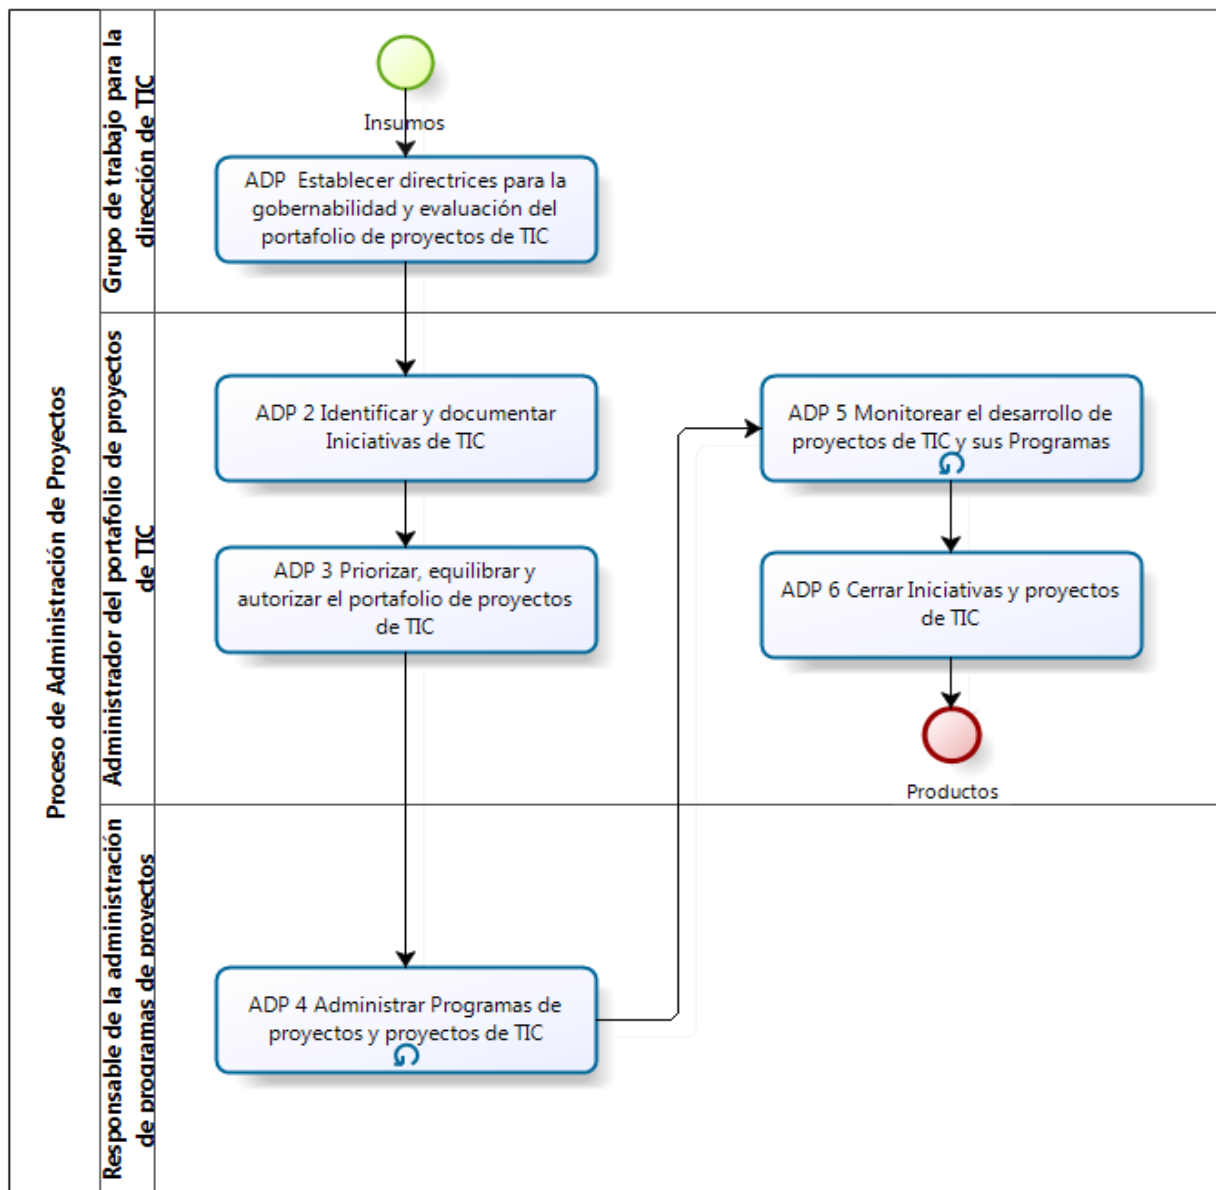 Proceso de Administración de Proyectos
Grupo de trabajo para la
dirección de TIC
Insumos
ADP  Establecer directrices para la
gobernabilidad y evaluación del
portafolio de proyectos de TIC
Administrador del portafolio de proyectos
de TIC
ADP 2 Identificar y documentar
Iniciativas de TIC
ADP 3 Priorizar, equilibrar y
autorizar el portafolio de proyectos
de TIC
ADP 5 Monitorear el desarrollo de
proyectos de TIC y sus Programas
ADP 6 Cerrar Iniciativas y proyectos
de TIC
Productos
Responsable de la administración
de programas de proyectos
ADP 4 Administrar Programas de
proyectos y proyectos de TIC